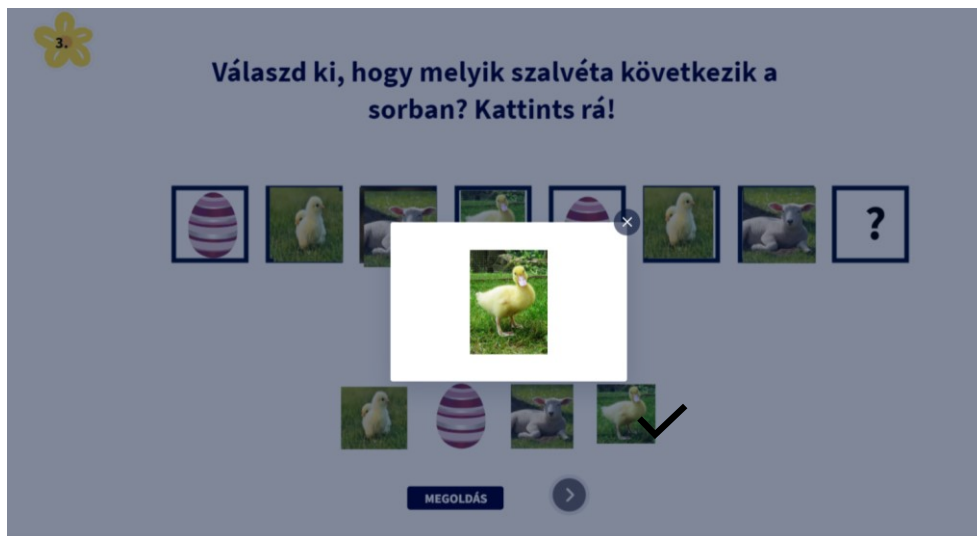 3.
Válaszd ki, hogy melyik szalvéta következik a
sorban? Kattints rá!
?
MEGOLDÁS